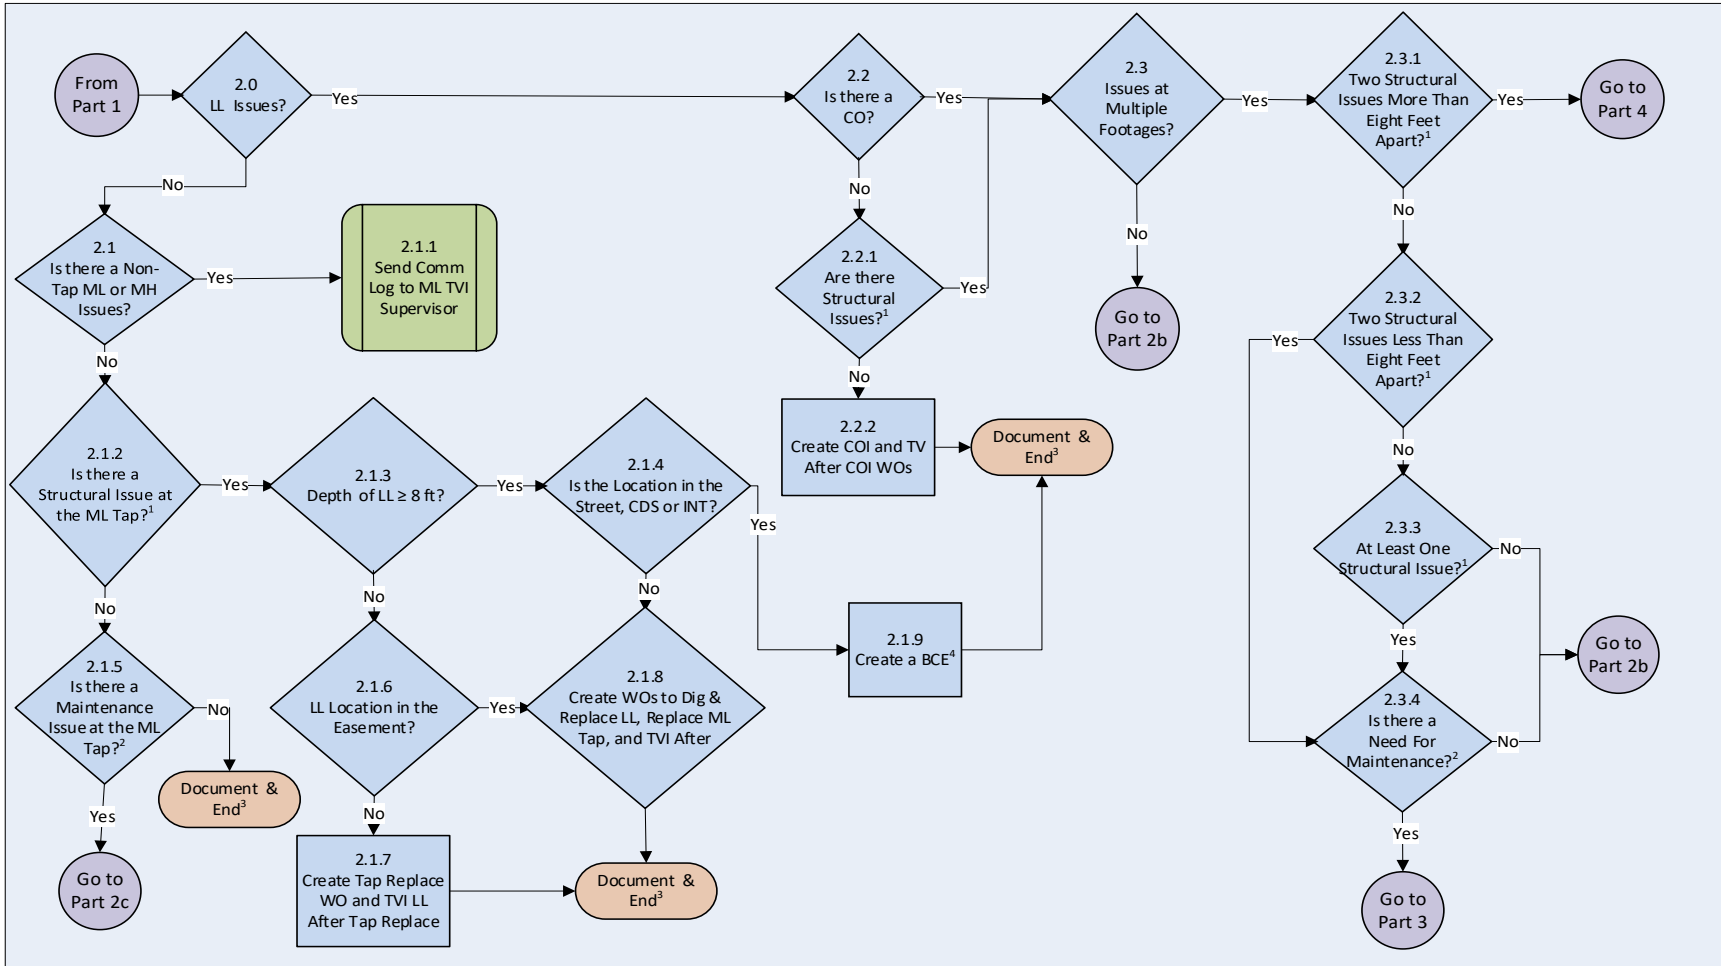 From
Part 1
2.0
LL  Issues?
Yes
No
2.1
Is there a Non-
Tap ML or MH
Issues?
Yes
No
2.1.1
Send Comm
Log to ML TVI
Supervisor
2.1.2
Is there a
Structural Issue at
the ML Tap?¹
Yes
No
2.1.3
Depth of LL ≥ 8 ft?
Yes
No
2.1.4
Is the Location in the
Street, CDS or INT?
Yes
No
2.1.5
Is there a
Maintenance
Issue at the ML
Tap?²
No
Yes
Document &
End³
Go to
Part 2c
2.1.6
LL Location in the
Easement?
Yes
No
2.1.7
Create Tap Replace
WO and TVI LL
After Tap Replace
2.1.8
Create WOs to Dig &
Replace LL, Replace ML
Tap, and TVI After
Document &
End³
2.1.9
Create a BCE⁴
2.2
Is there a
CO?
Yes
No
2.2.1
Are there
Structural
Issues?¹
Yes
No
2.2.2
Create COI and TV
After COI WOs
Document &
End³
2.3
Issues at
Multiple
Footages?
Yes
No
Go to
Part 2b
2.3.1
Two Structural
Issues More Than
Eight Feet
Apart?¹
Yes
No
Go to
Part 4
2.3.2
Two Structural
Issues Less Than
Eight Feet
Apart?¹
Yes
No
2.3.3
At Least One
Structural Issue?¹
No
Yes
Go to
Part 2b
2.3.4
Is there a
Need For
Maintenance?²
No
Yes
Go to
Part 3